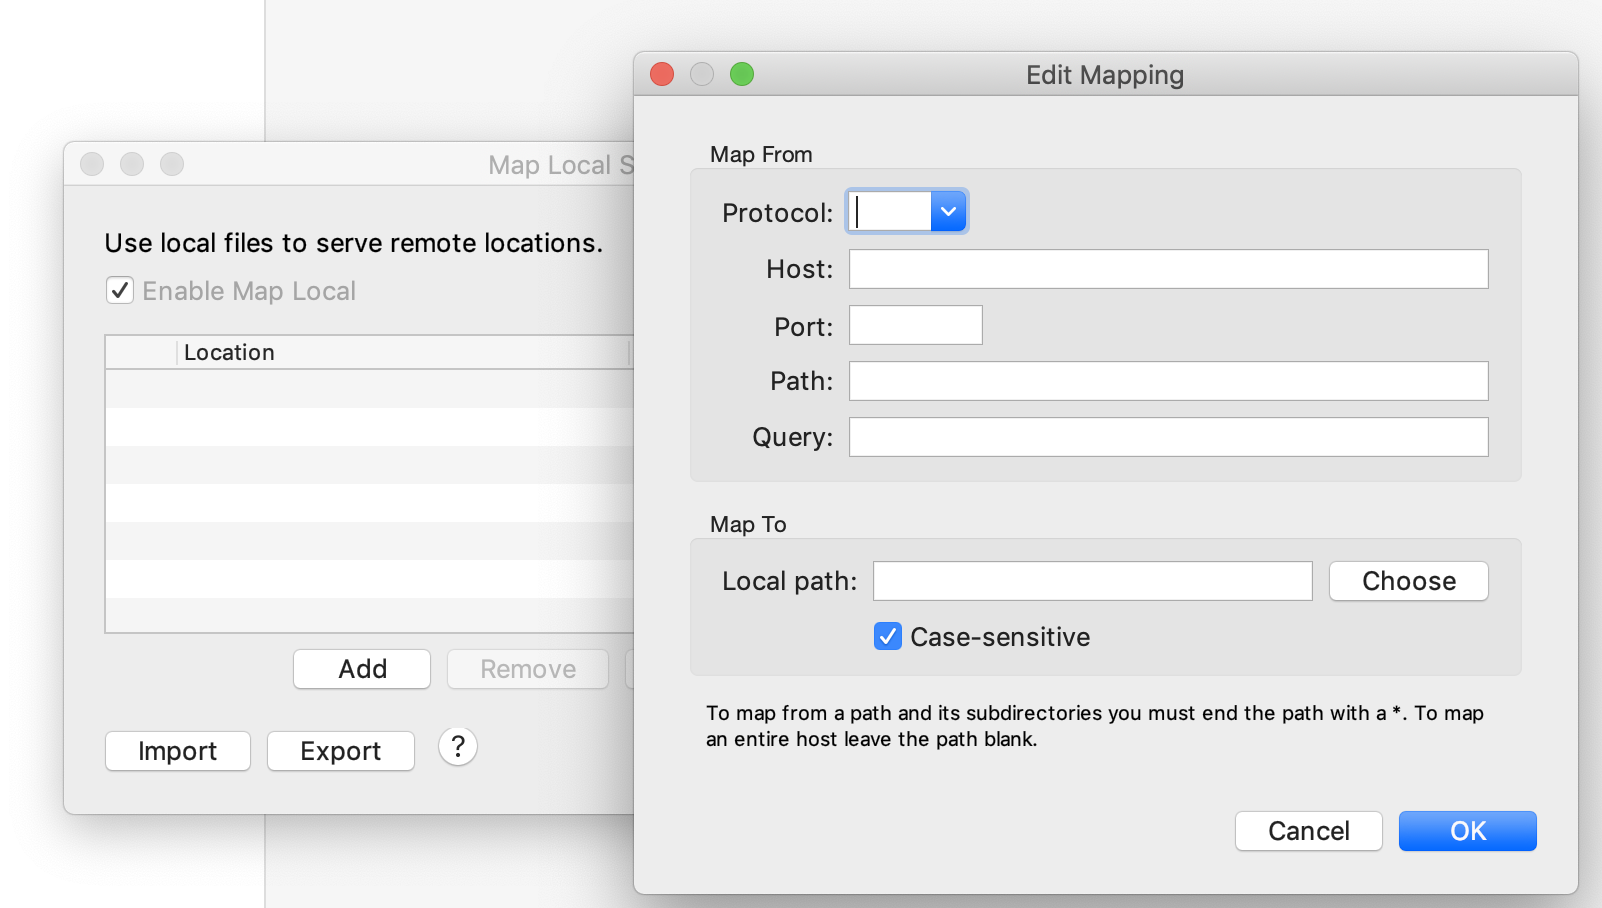 Edit Mapping
Map Local S
Use local files to serve remote locations.
Enable Map Local
Location
Add
Remove
Import
Export
?
Map From
Protocol:
Host:
Port:
Path:
Query:
Map To
Local path:
Choose
Case-sensitive
To map from a path and its subdirectories you must end the path with a *. To map
an entire host leave the path blank.
Cancel
OK